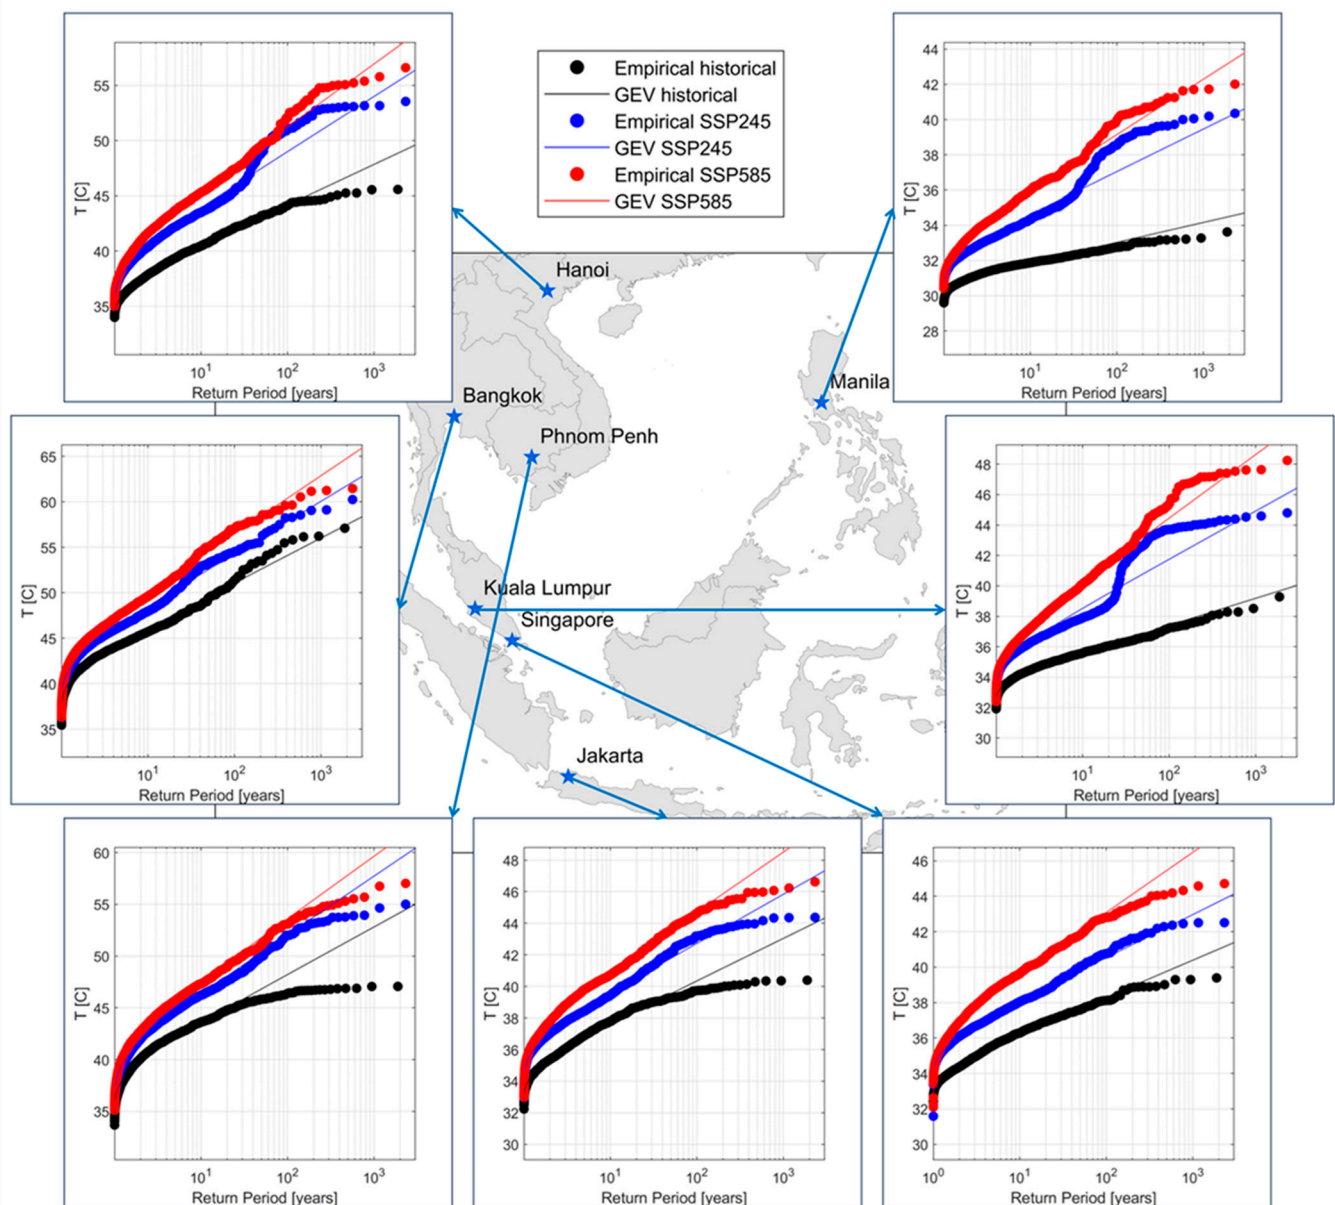 Empirical historical
GEV historical
Empirical SSP245
GEV SSP245
Empirical SSP585
GEV SSP585
T [C]
55
50
45
40
35
10¹ 10² 10³
Return Period [years]
T [C]
44
42
40
38
36
34
32
30
28
10¹ 10² 10³
Return Period [years]
Hanoi
Manila
Bangkok
Phnom Penh
Kuala Lumpur
Singapore
Jakarta
T [C]
65
60
55
50
45
40
35
10¹ 10² 10³
Return Period [years]
T [C]
48
46
44
42
40
38
36
34
32
30
10¹ 10² 10³
Return Period [years]
T [C]
60
55
50
45
40
35
10¹ 10² 10³
Return Period [years]
T [C]
48
46
44
42
40
38
36
34
32
30
10¹ 10² 10³
Return Period [years]
T [C]
46
44
42
40
38
36
34
32
30
10⁰ 10¹ 10² 10³
Return Period [years]